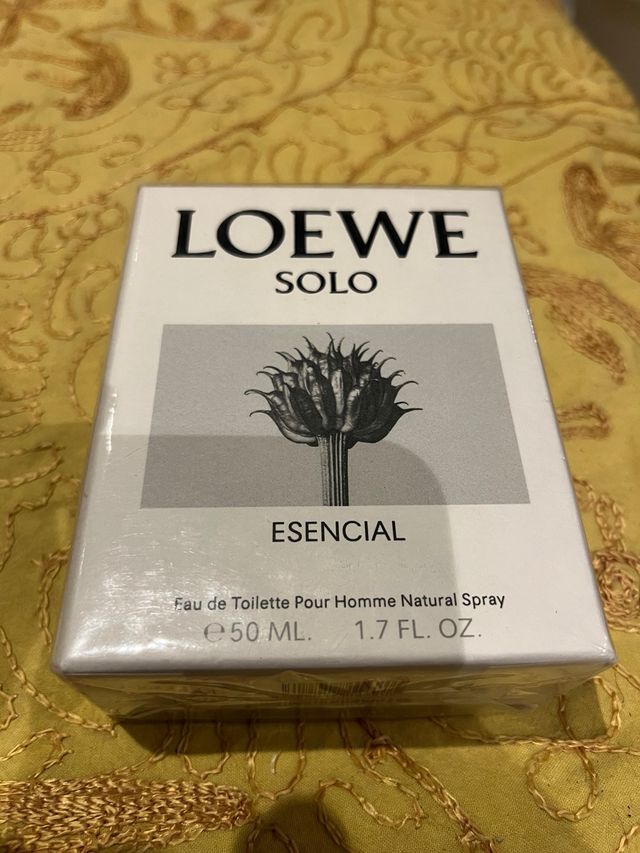 LOEWE
SOLO
ESENCIAL
Eau de Toilette Pour Homme Natural Spray
℮50 ML. 1.7 FL. OZ.